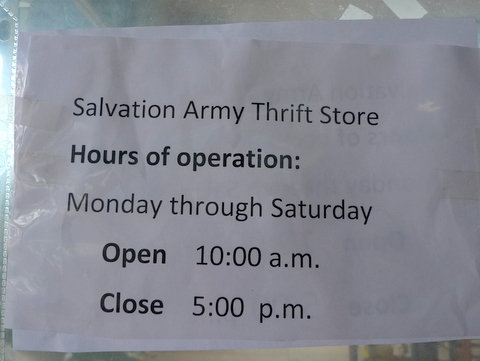 Salvation Army Thrift Store
Hours of operation:
Monday through Saturday
Open 10:00 a.m.
Close 5:00 p.m.